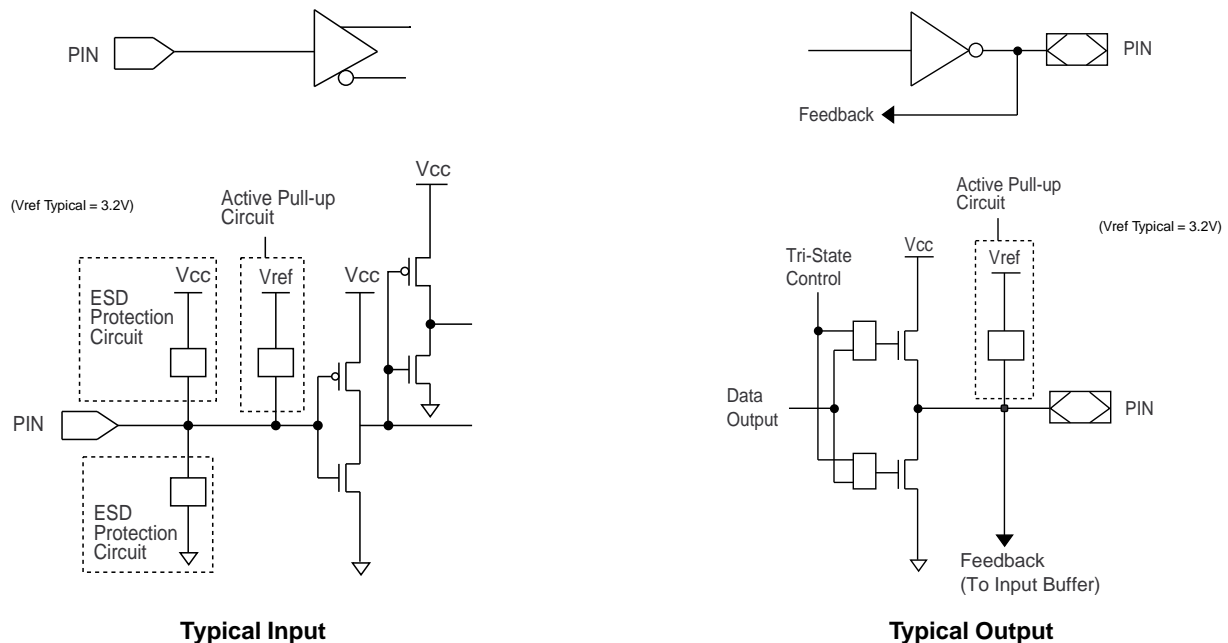 PIN
PIN
Feedback
(Vref Typical = 3.2V)
Active Pull-up
Circuit
Vcc
Vcc
Vref
Vcc
ESD
Protection
Circuit
PIN
ESD
Protection
Circuit
Typical Input
Active Pull-up
Circuit
(Vref Typical = 3.2V)
Tri-State
Control
Vcc
Vref
Data
Output
PIN
Feedback
(To Input Buffer)
Typical Output